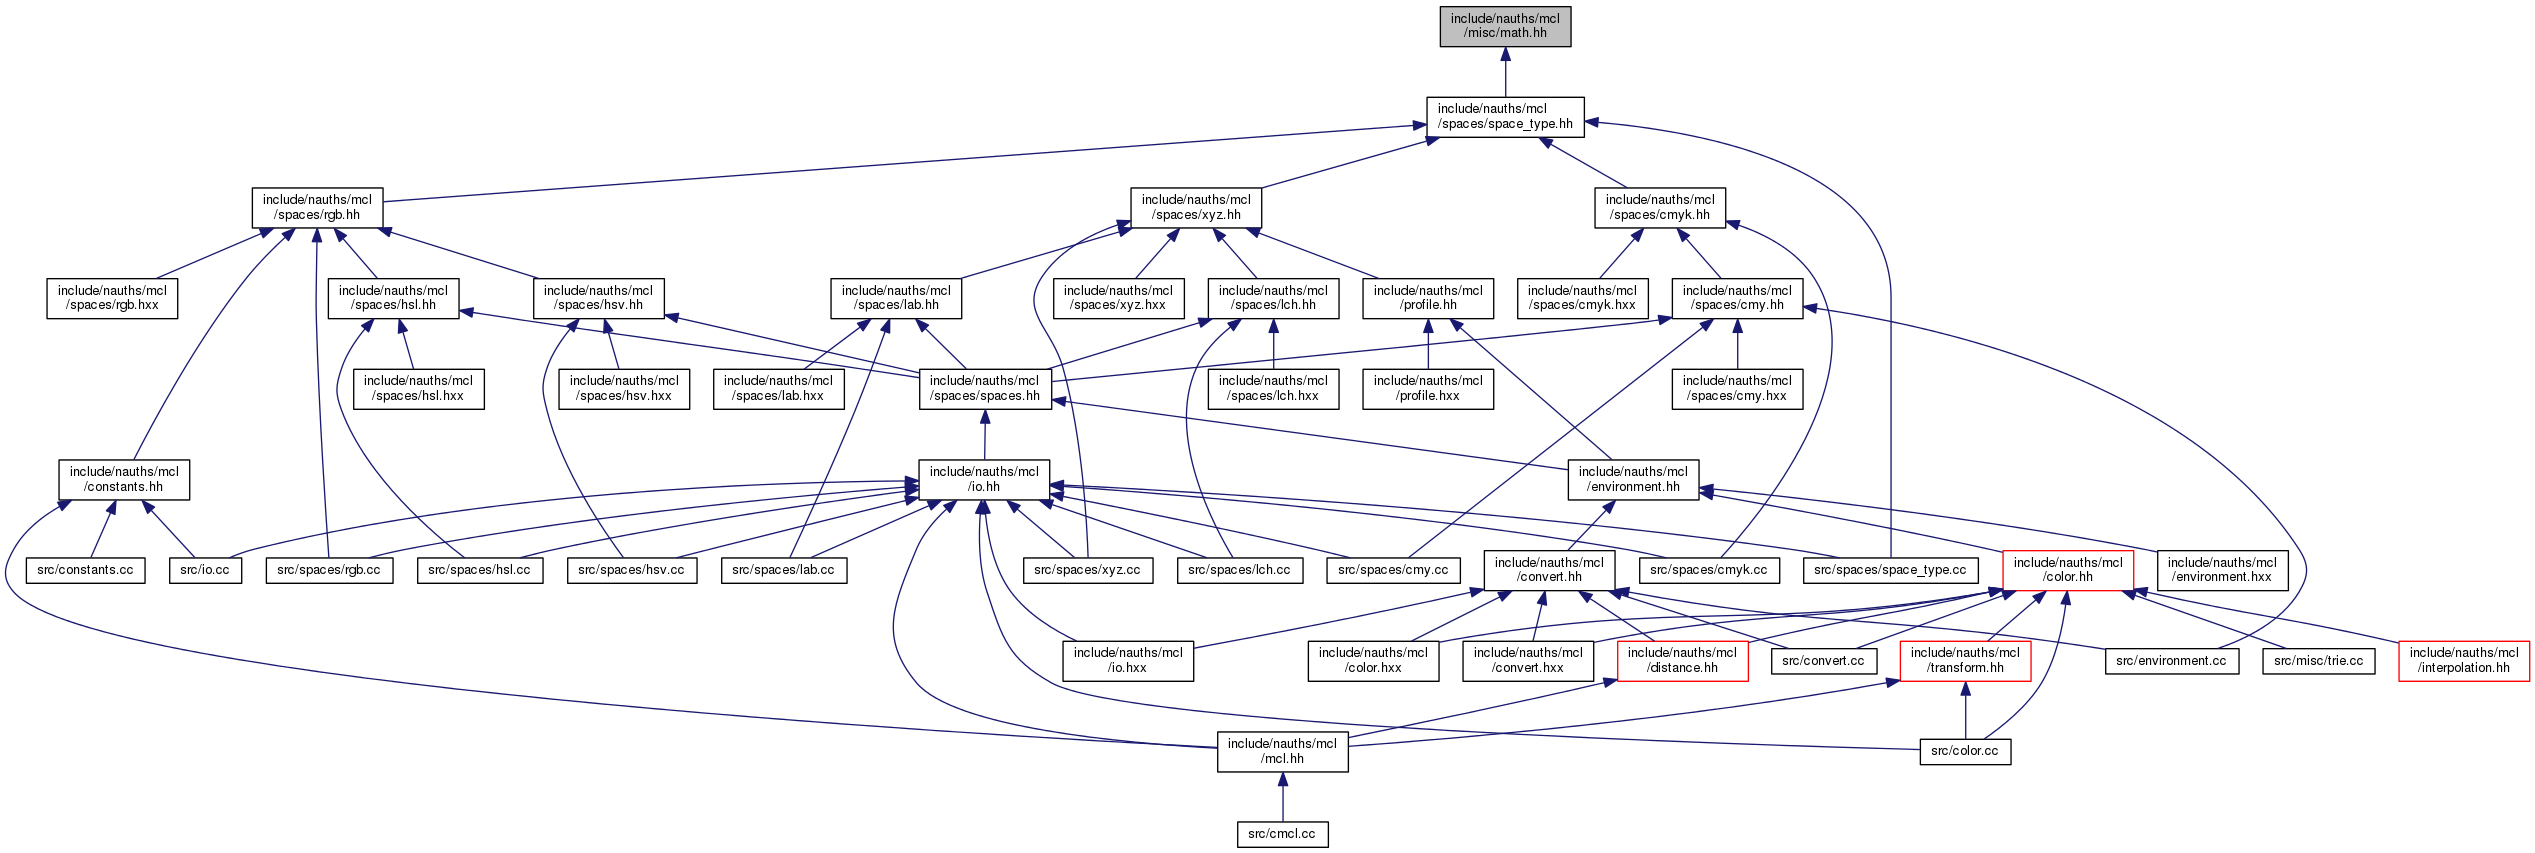 include/nauths/mcl
/misc/math.hh
include/nauths/mcl
/spaces/space_type.hh
include/nauths/mcl
/spaces/rgb.hh
include/nauths/mcl
/spaces/xyz.hh
include/nauths/mcl
/spaces/cmyk.hh
include/nauths/mcl
/spaces/rgb.hxx
include/nauths/mcl
/spaces/hsl.hh
include/nauths/mcl
/spaces/hsv.hh
include/nauths/mcl
/spaces/lab.hh
include/nauths/mcl
/spaces/xyz.hxx
include/nauths/mcl
/spaces/lch.hh
include/nauths/mcl
/profile.hh
include/nauths/mcl
/spaces/cmyk.hxx
include/nauths/mcl
/spaces/cmy.hh
include/nauths/mcl
/spaces/hsl.hxx
include/nauths/mcl
/spaces/hsv.hxx
include/nauths/mcl
/spaces/lab.hxx
include/nauths/mcl
/spaces/spaces.hh
include/nauths/mcl
/spaces/lch.hxx
include/nauths/mcl
/profile.hxx
include/nauths/mcl
/spaces/cmy.hxx
include/nauths/mcl
/constants.hh
include/nauths/mcl
/io.hh
include/nauths/mcl
/environment.hh
src/constants.cc
src/io.cc
src/spaces/rgb.cc
src/spaces/hsl.cc
src/spaces/hsv.cc
src/spaces/lab.cc
src/spaces/xyz.cc
src/spaces/lch.cc
src/spaces/cmy.cc
include/nauths/mcl
/convert.hh
src/spaces/cmyk.cc
src/spaces/space_type.cc
include/nauths/mcl
/color.hh
include/nauths/mcl
/environment.hxx
include/nauths/mcl
/io.hxx
include/nauths/mcl
/color.hxx
include/nauths/mcl
/convert.hxx
include/nauths/mcl
/distance.hh
src/convert.cc
include/nauths/mcl
/transform.hh
src/environment.cc
src/misc/trie.cc
include/nauths/mcl
/interpolation.hh
include/nauths/mcl
/mcl.hh
src/color.cc
src/cmcl.cc